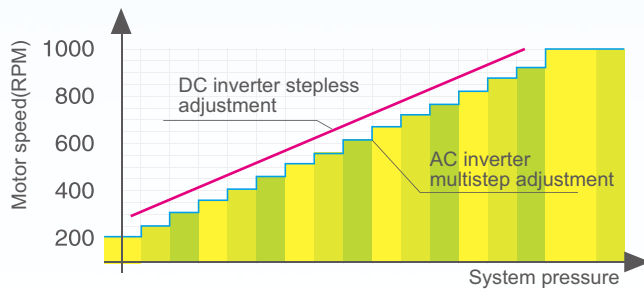 Motor speed(RPM)
1000
800
600
400
200
DC inverter stepless
adjustment
AC inverter
multistep adjustment
System pressure